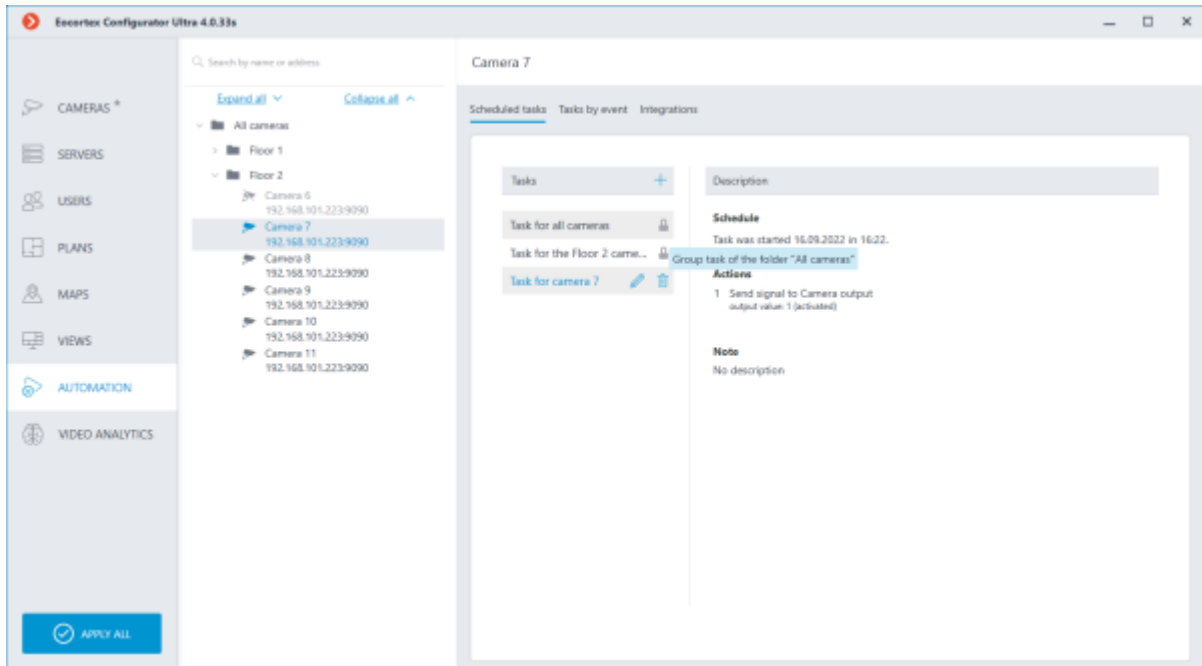 Eocortex Configurator Ultra 4.0.33s
Search by name or address
Camera 7
Expand all
Collapse all
CAMERAS *
SERVERS
USERS
PLANS
MAPS
VIEWS
AUTOMATION
VIDEO ANALYTICS
APPLY ALL
All cameras
Floor 1
Floor 2
Camera 6
192.168.101.223:9090
Camera 7
192.168.101.223:9090
Camera 8
192.168.101.223:9090
Camera 9
192.168.101.223:9090
Camera 10
192.168.101.223:9090
Camera 11
192.168.101.223:9090
Scheduled tasks Tasks by event Integrations
Tasks
Task for all cameras
Task for the Floor 2 came...
Task for camera 7
Group task of the folder "All cameras"
Description
Schedule
Task was started 16.09.2022 in 16:22.
Actions
1 Send signal to Camera output
output value: 1 (activated)
Note
No description